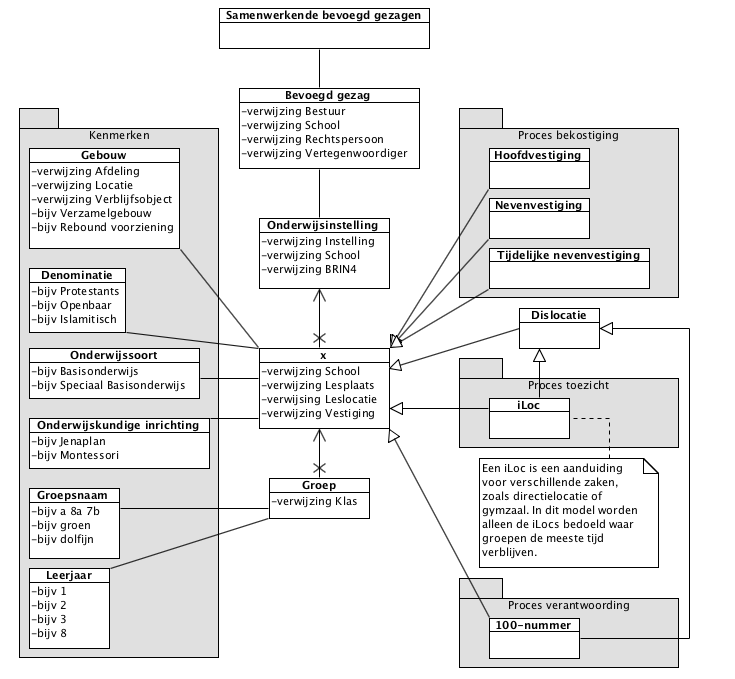 Samenwerkende bevoegd gezagen
Bevoegd gezag
-verwijzing Bestuur
-verwijzing School
-verwijzing Rechtspersoon
-verwijzing Vertegenwoordiger
Kenmerken
Gebouw
-verwijzing Afdeling
-verwijzing Locatie
-verwijzing Verblijfsobject
-bijv Verzamelgebouw
-bijv Rebound voorziening
Denominatie
-bijv Protestants
-bijv Openbaar
-bijv Islamitisch
Onderwijssoort
-bijv Basisonderwijs
-bijv Speciaal Basisonderwijs
Onderwijskundige inrichting
-bijv Jenaplan
-bijv Montessori
Groepsnaam
-bijv a 8a 7b
-bijv groen
-bijv dolfijn
Leerjaar
-bijv 1
-bijv 2
-bijv 3
-bijv 8
Onderwijsinstelling
-verwijzing Instelling
-verwijzing School
-verwijzing BRIN4
x
-verwijzing School
-verwijzing Lesplaats
-verwijsing Leslocatie
-verwijzing Vestiging
Groep
-verwijzing Klas
Proces bekostiging
Hoofdvestiging
Nevenvestiging
Tijdelijke nevenvestiging
Dislocatie
Proces toezicht
iLoc
Een iLoc is een aanduiding
voor verschillende zaken,
zoals directielocatie of
gymzaal. In dit model worden
alleen de iLocs bedoeld waar
groepen de meeste tijd
verblijven.
Proces verantwoording
100-nummer